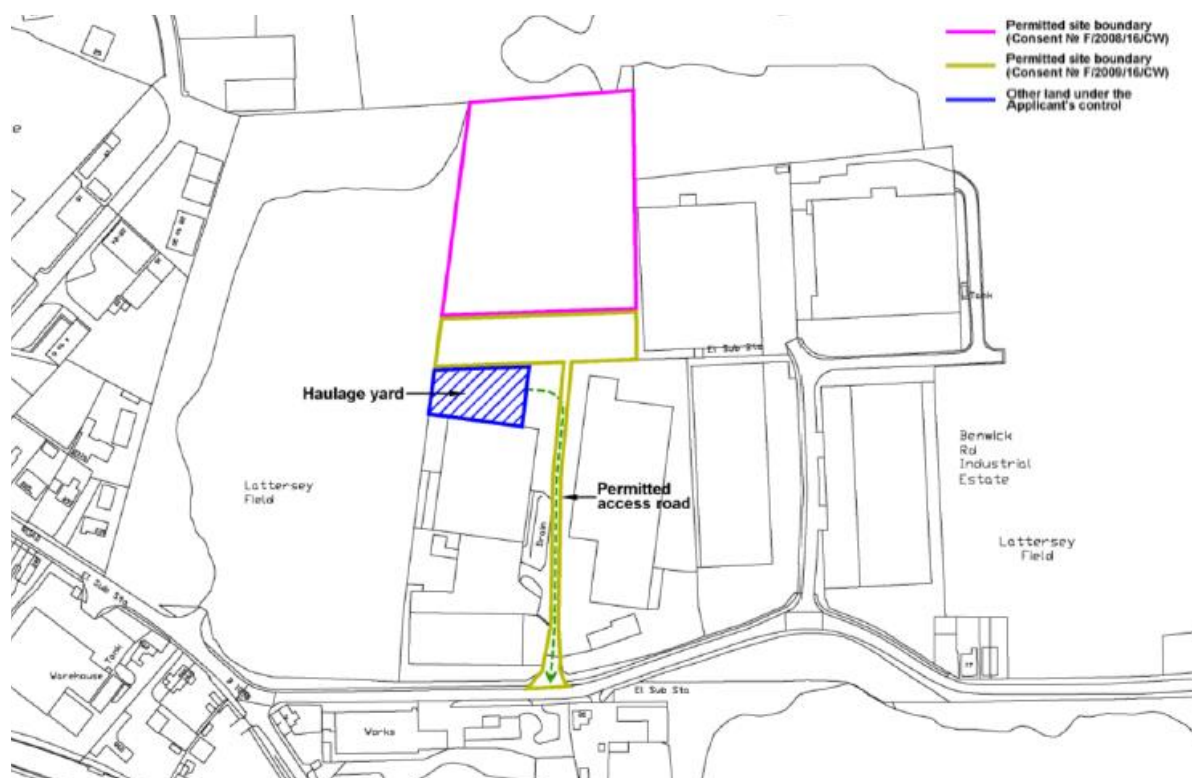 Permitted site boundary
(Consent № F/2008/16/CW)
Permitted site boundary
(Consent № F/2009/16/CW)
Other land under the
Applicant's control
Tank
El Sub Sta
Haulage yard
Benwick
Rd
Industrial
Estate
Lattersey
Field
Permitted
access road
Drain
Lattersey
Field
ROAD
El Sub Sta
Tank
Warehouse
El Sub Sta
Works
17